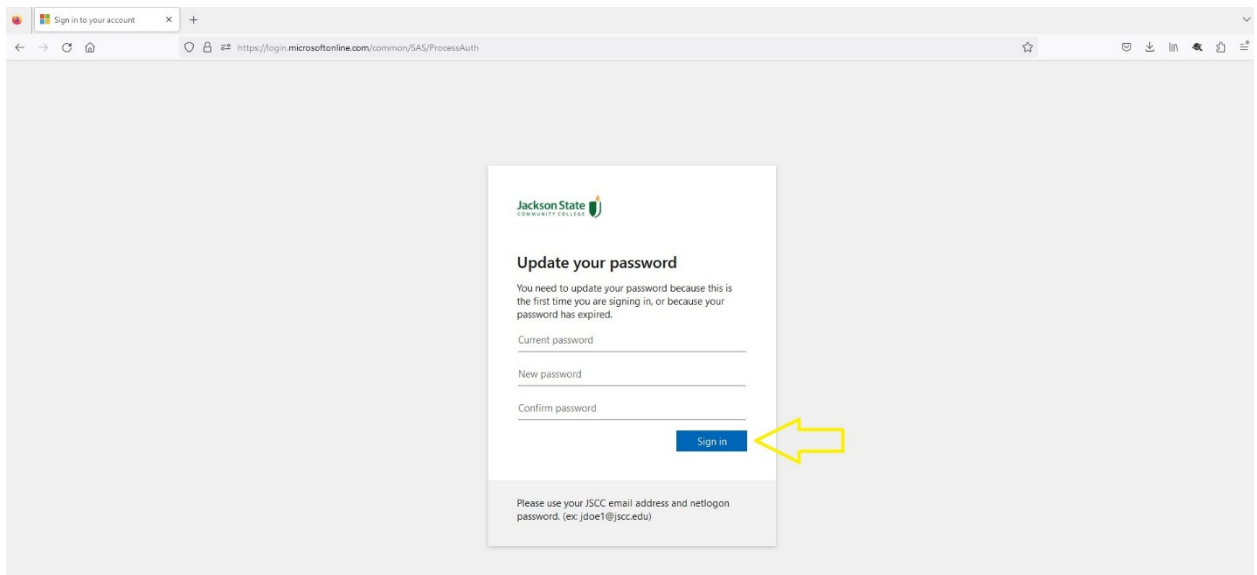 Sign in to your account
https://login.microsoftonline.com/common/SAS/ProcessAuth
Jackson State
COMMUNITY COLLEGE
Update your password
You need to update your password because this is
the first time you are signing in, or because your
password has expired.
Current password
New password
Confirm password
Sign in
Please use your JSCC email address and netlogon
password. (ex: jdoe1@jscc.edu)